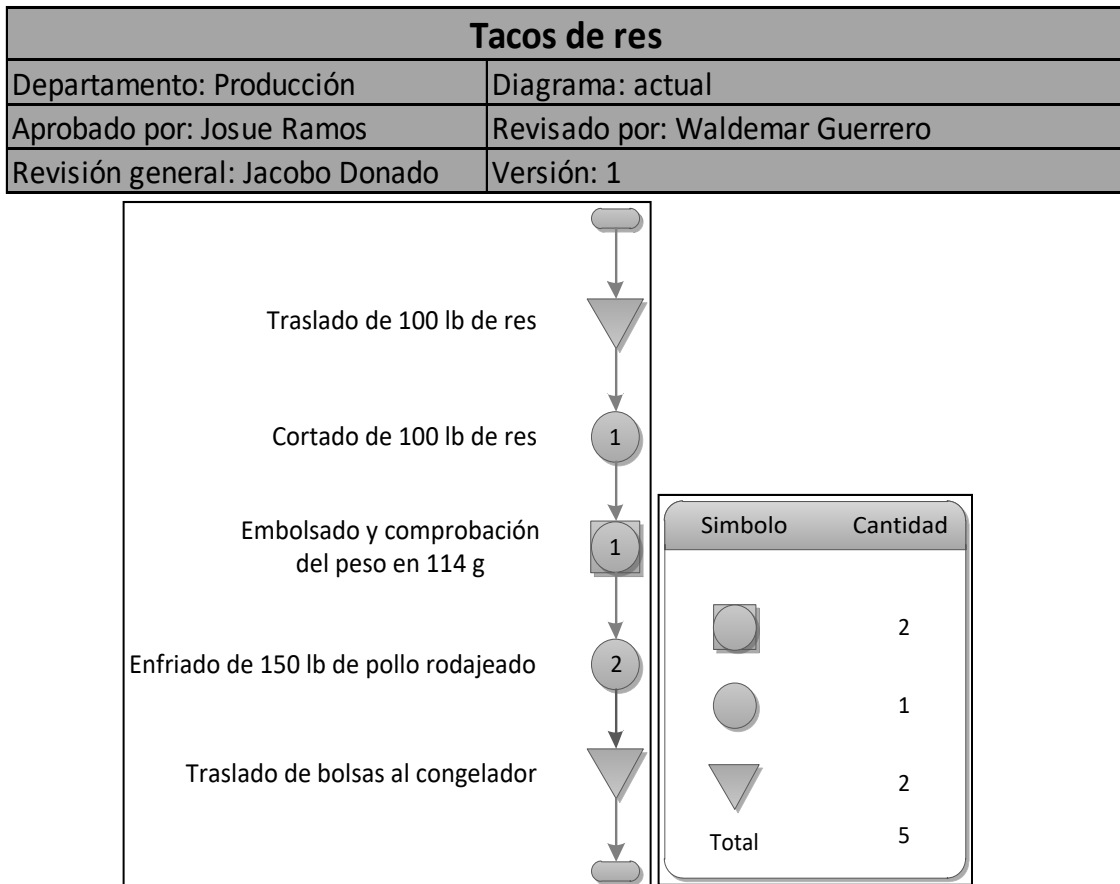 Tacos de res
Departamento: Producción
Diagrama: actual
Aprobado por: Josue Ramos
Revisado por: Waldemar Guerrero
Revisión general: Jacobo Donado
Versión: 1
Traslado de 100 lb de res
Cortado de 100 lb de res
1
Embolsado y comprobación
del peso en 114 g
1
Enfriado de 150 lb de pollo rodajeado
2
Traslado de bolsas al congelador
Simbolo
Cantidad
2
1
2
Total
5